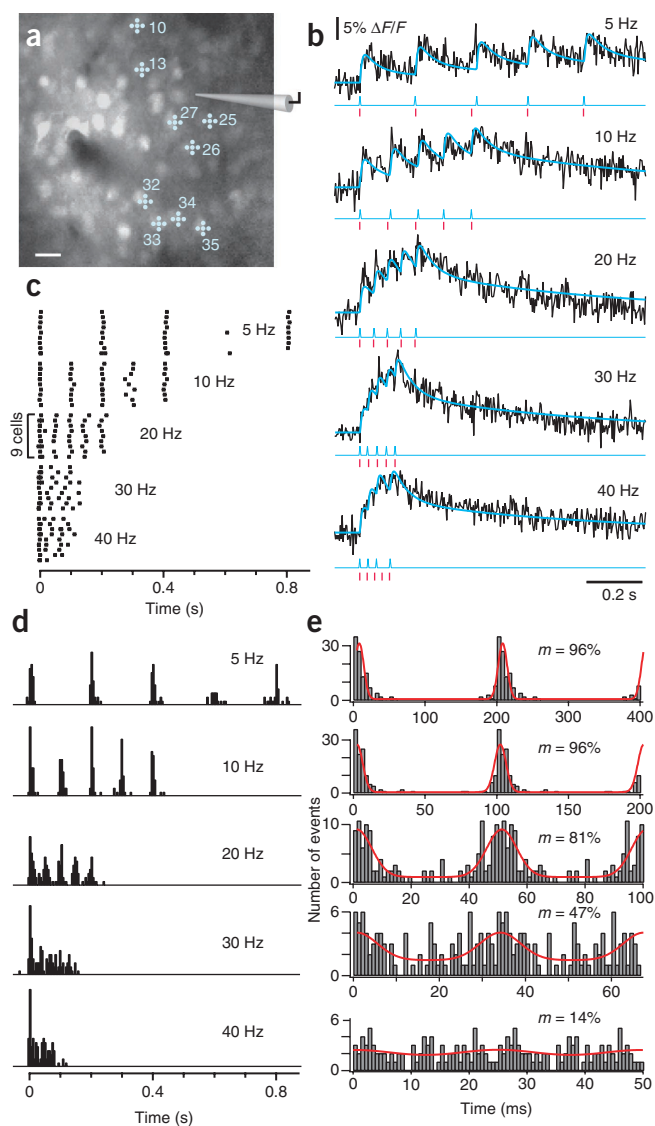 a
10
13
27
25
26
32
34
33
35
b
5% ΔF/F
5 Hz
10 Hz
20 Hz
30 Hz
40 Hz
0.2 s
c
5 Hz
10 Hz
9 cells
20 Hz
30 Hz
40 Hz
0
0.4
0.8
Time (s)
d
5 Hz
10 Hz
20 Hz
30 Hz
40 Hz
0
0.4
0.8
Time (s)
e
Number of events
30
0
m = 96%
0
100
200
300
400
30
0
m = 96%
0
50
100
150
200
10
0
m = 81%
0
20
40
60
80
100
6
0
m = 47%
0
20
40
60
6
0
m = 14%
0
10
20
30
40
50
Time (ms)